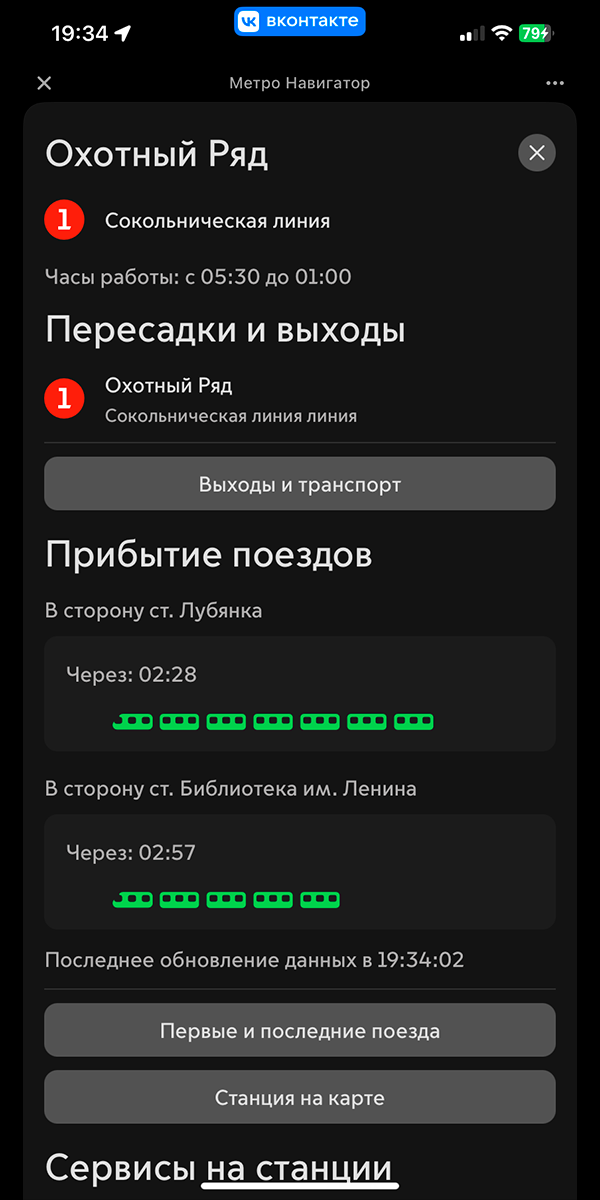 19:34
вконтакте
79
Метро Навигатор
Охотный Ряд
1 Сокольническая линия
Часы работы: с 05:30 до 01:00
Пересадки и выходы
1 Охотный Ряд
Сокольническая линия линия
Выходы и транспорт
Прибытие поездов
В сторону ст. Лубянка
Через: 02:28
В сторону ст. Библиотека им. Ленина
Через: 02:57
Последнее обновление данных в 19:34:02
Первые и последние поезда
Станция на карте
Сервисы на станции